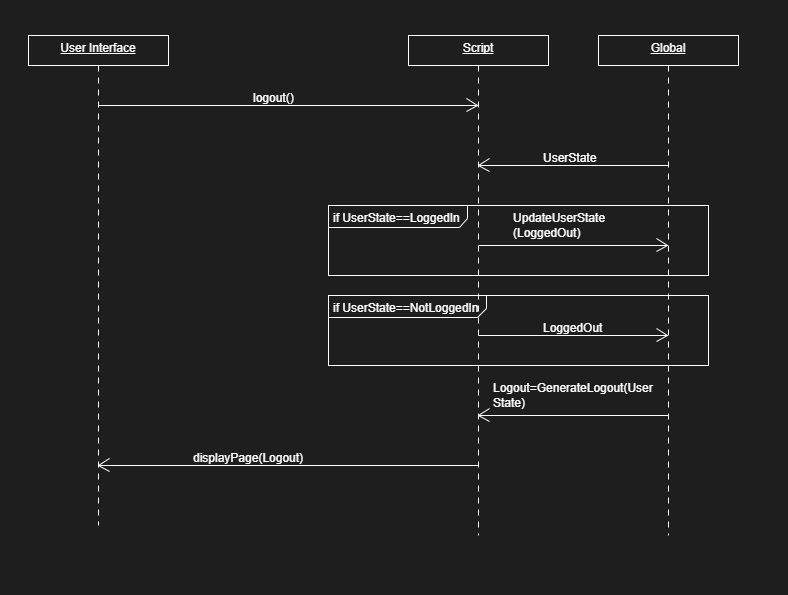 User Interface
Script
Global
logout()
UserState
if UserState==LoggedIn
UpdateUserState
(LoggedOut)
if UserState==NotLoggedIn
LoggedOut
Logout=GenerateLogout(User
State)
displayPage(Logout)